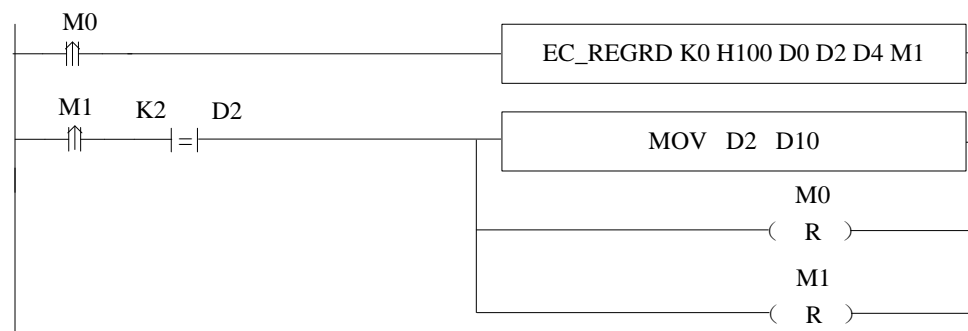 M0
EC_REGRD K0 H100 D0 D2 D4 M1
M1 K2 D2
=
MOV D2 D10
M0
( R )
M1
( R )